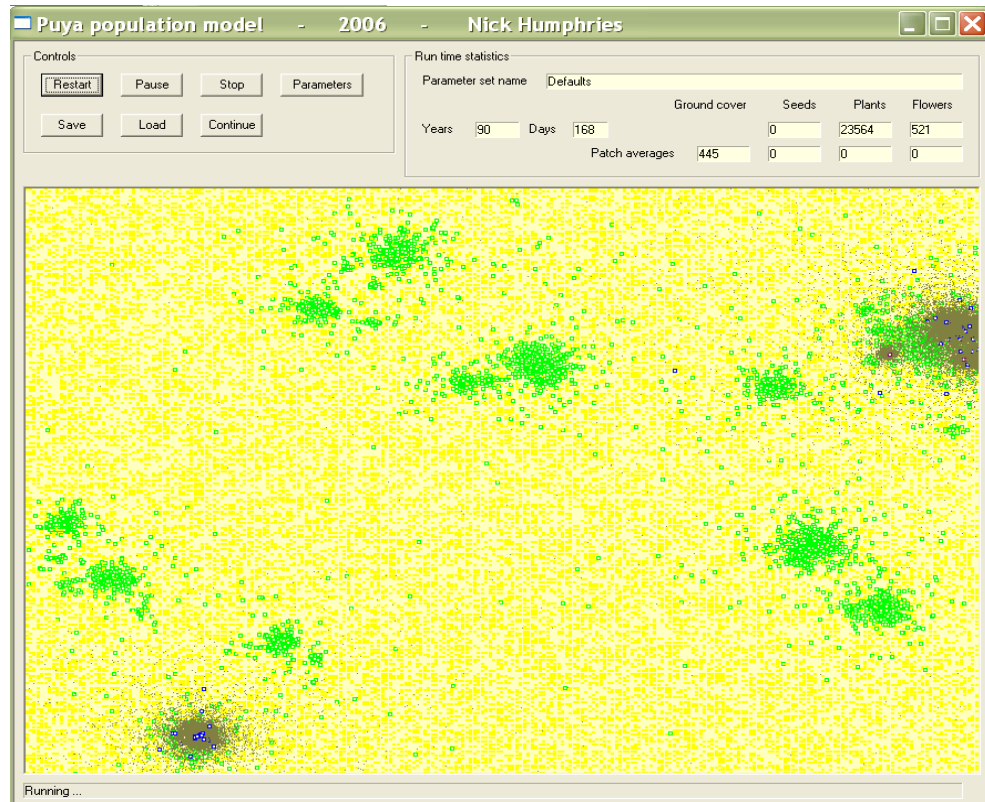 Puya population model - 2006 - Nick Humphries
Controls
Restart Pause Stop Parameters
Save Load Continue
Run time statistics
Parameter set name Defaults
Ground cover Seeds Plants Flowers
Years 90 Days 168 0 23564 521
Patch averages 445 0 0 0
Running ...